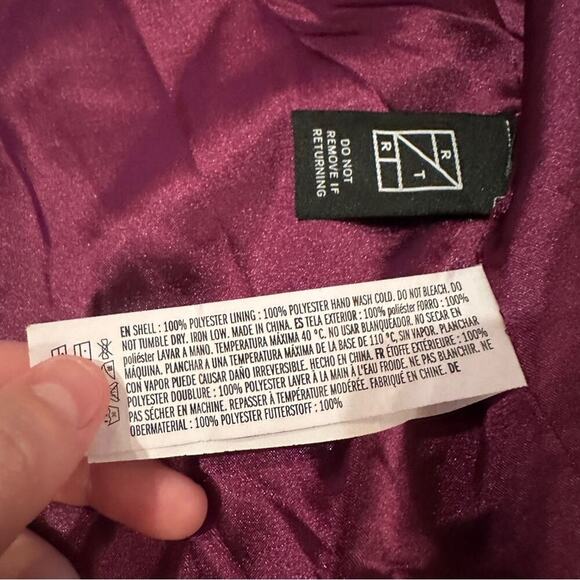 R
R T
DO NOT
REMOVE IF
RETURNING
EN SHELL : 100% POLYESTER LINING : 100% POLYESTER HAND WASH COLD. DO NOT BLEACH. DO
NOT TUMBLE DRY. IRON LOW. MADE IN CHINA. ES TELA EXTERIOR : 100% poliéster FORRO : 100%
poliéster LAVAR A MANO. TEMPERATURA MÁXIMA 40 °C. NO USAR BLANQUEADOR. NO SECAR EN
MÁQUINA. PLANCHAR A UNA TEMPERATURA MÁXIMA DE LA BASE DE 110 °C, SIN VAPOR. PLANCHAR
CON VAPOR PUEDE CAUSAR DAÑO IRREVERSIBLE. HECHO EN CHINA. FR ÉTOFFE EXTÉRIEURE : 100%
POLYESTER DOUBLURE : 100% POLYESTER LAVER À LA MAIN À L'EAU FROIDE. NE PAS BLANCHIR. NE
PAS SÉCHER EN MACHINE. REPASSER À TEMPÉRATURE MODÉRÉE. FABRIQUÉ EN CHINE. DE
OBERMATERIAL : 100% POLYESTER FUTTERSTOFF : 100%